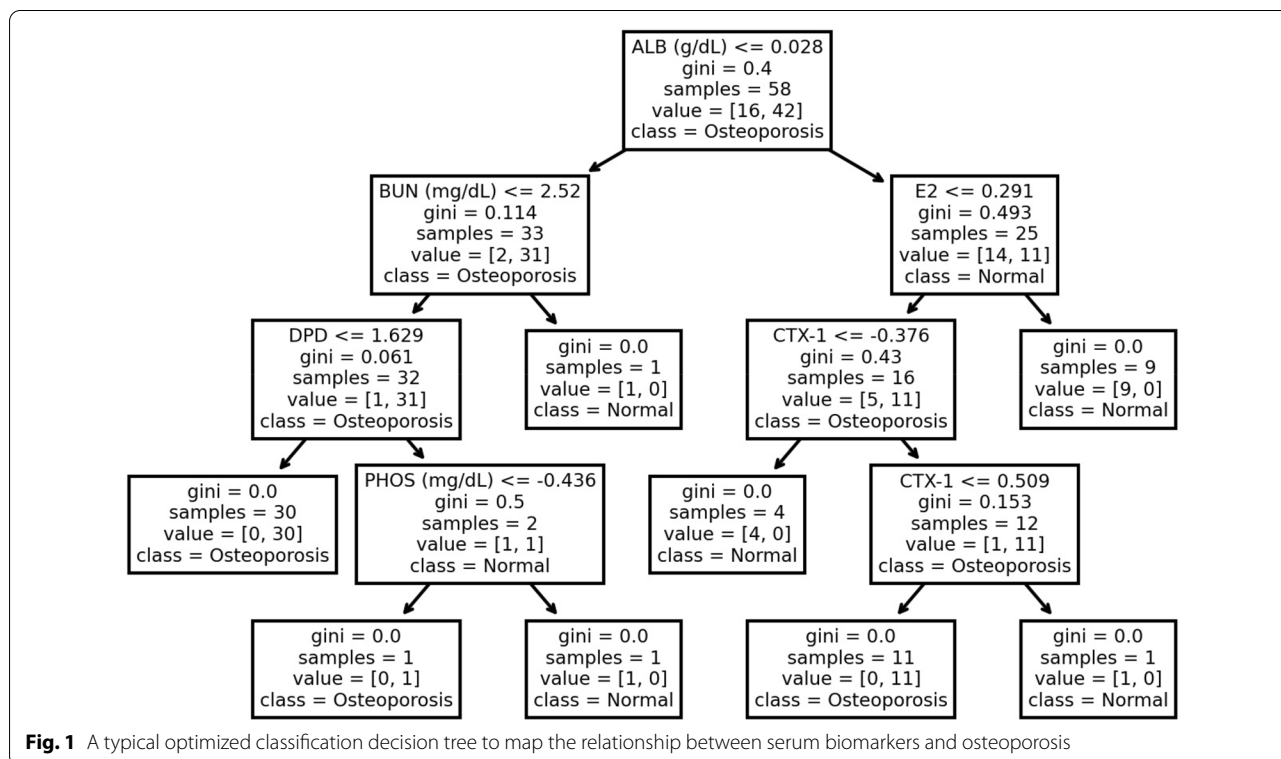 ALB (g/dL) <= 0.028
gini = 0.4
samples = 58
value = [16, 42]
class = Osteoporosis
BUN (mg/dL) <= 2.52
gini = 0.114
samples = 33
value = [2, 31]
class = Osteoporosis
E2 <= 0.291
gini = 0.493
samples = 25
value = [14, 11]
class = Normal
DPD <= 1.629
gini = 0.061
samples = 32
value = [1, 31]
class = Osteoporosis
gini = 0.0
samples = 1
value = [1, 0]
class = Normal
CTX-1 <= -0.376
gini = 0.43
samples = 16
value = [5, 11]
class = Osteoporosis
gini = 0.0
samples = 9
value = [9, 0]
class = Normal
gini = 0.0
samples = 30
value = [0, 30]
class = Osteoporosis
PHOS (mg/dL) <= -0.436
gini = 0.5
samples = 2
value = [1, 1]
class = Normal
gini = 0.0
samples = 4
value = [4, 0]
class = Normal
CTX-1 <= 0.509
gini = 0.153
samples = 12
value = [1, 11]
class = Osteoporosis
gini = 0.0
samples = 1
value = [0, 1]
class = Osteoporosis
gini = 0.0
samples = 1
value = [1, 0]
class = Normal
gini = 0.0
samples = 11
value = [0, 11]
class = Osteoporosis
gini = 0.0
samples = 1
value = [1, 0]
class = Normal
Fig. 1 A typical optimized classification decision tree to map the relationship between serum biomarkers and osteoporosis